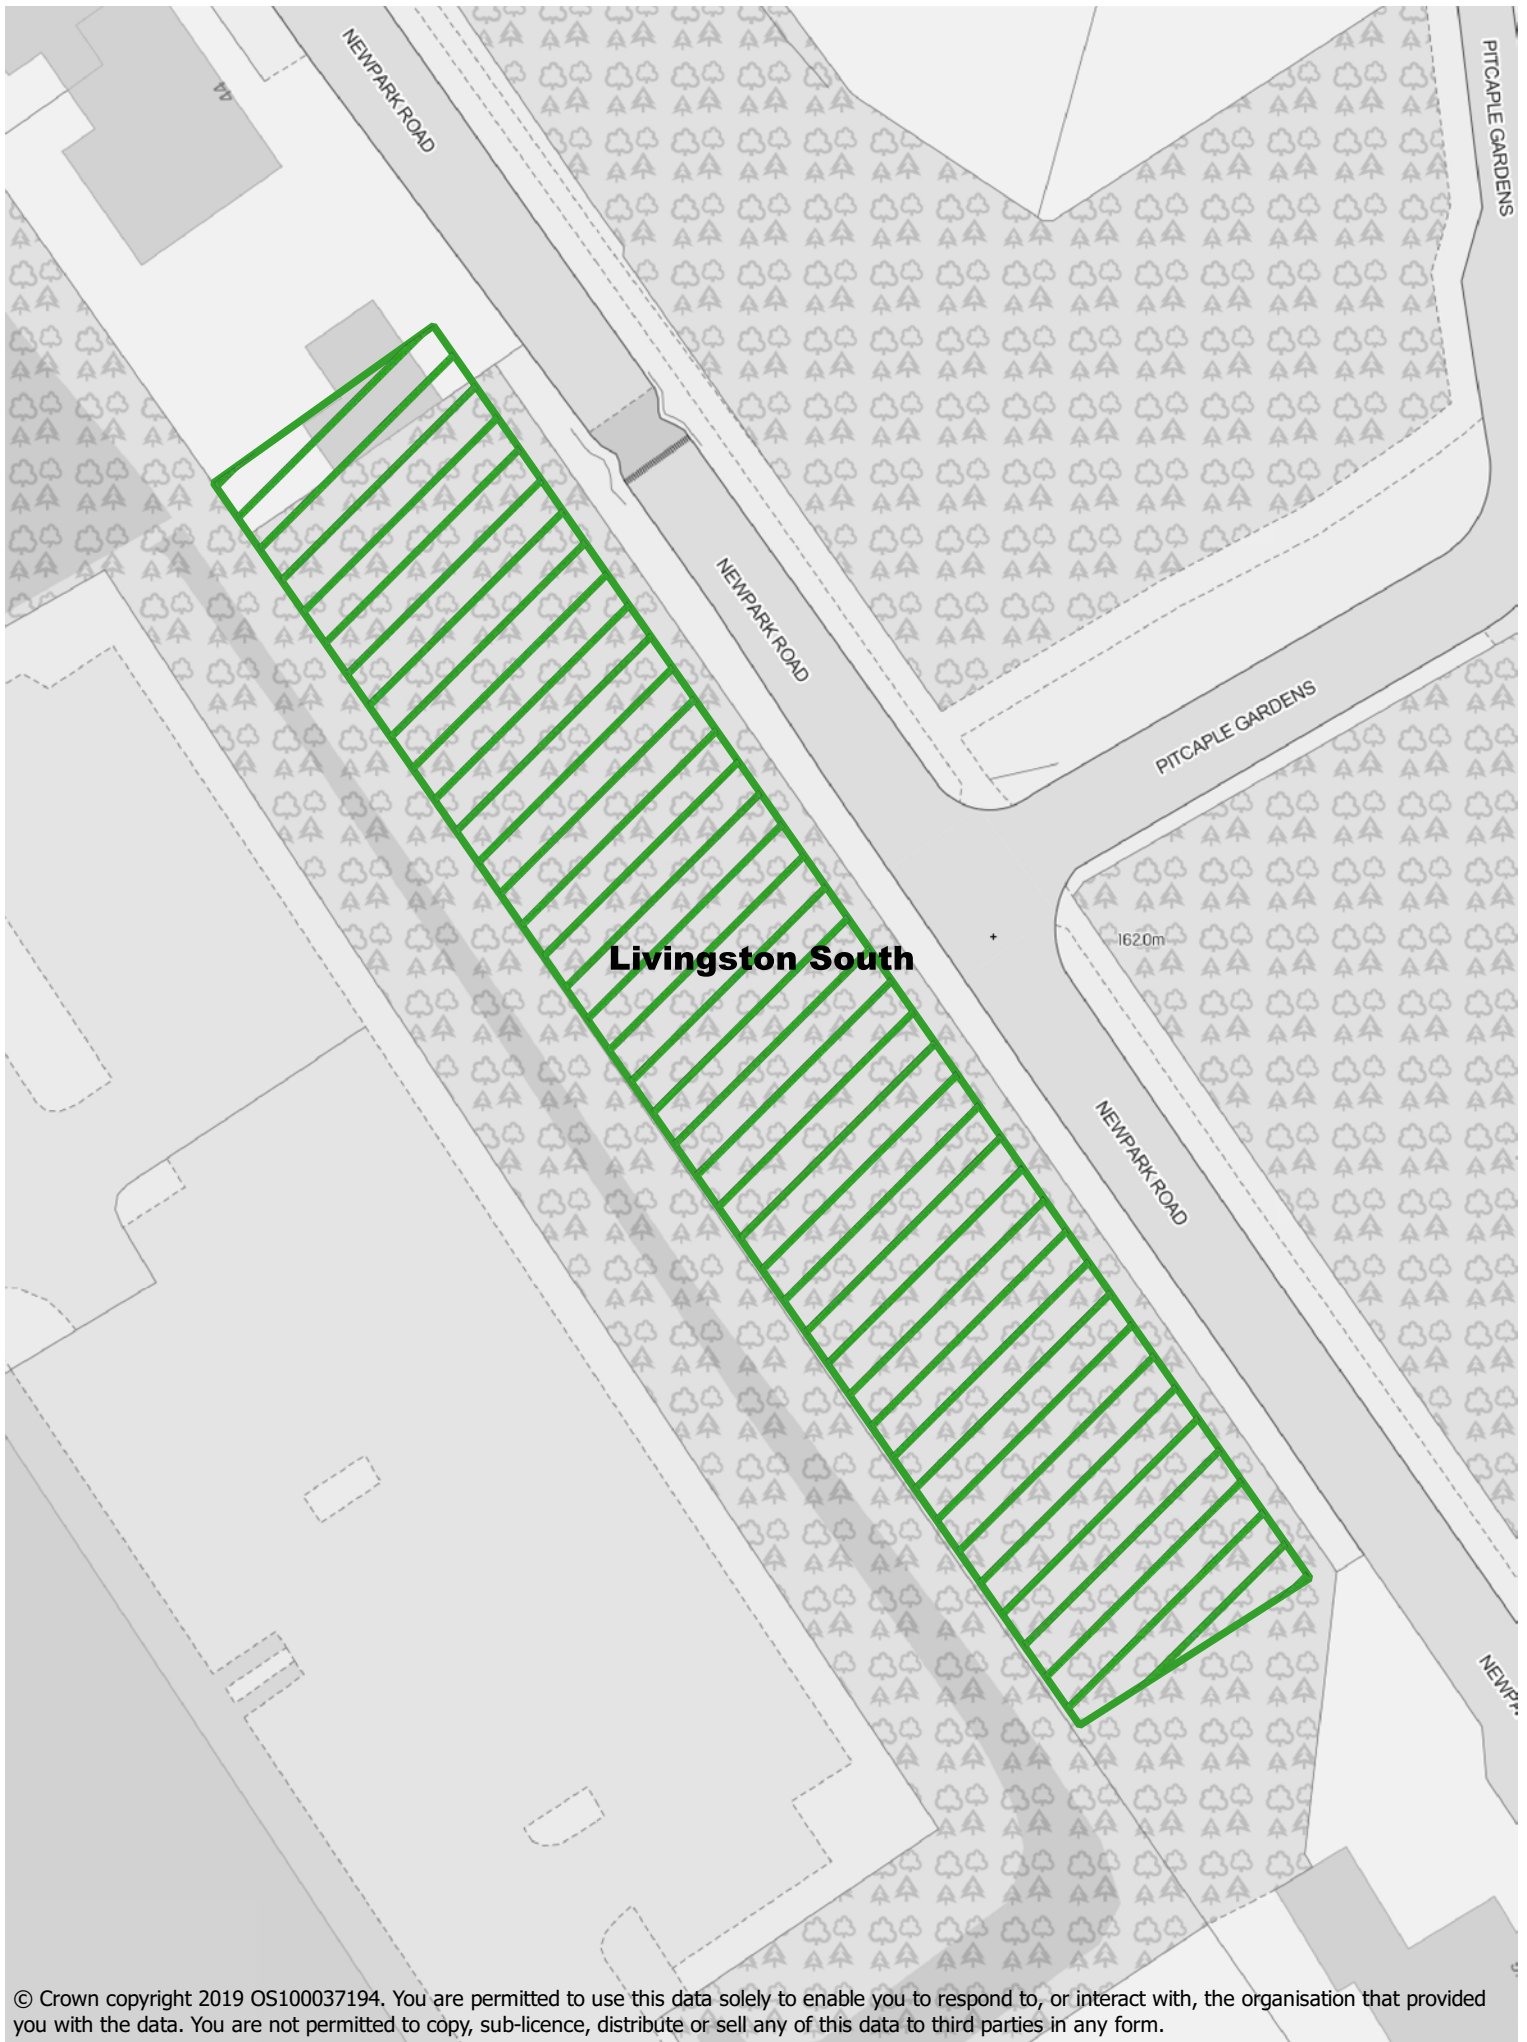 NEWPARK ROAD
PITCAPLE GARDENS
44
NEWPARK ROAD
PITCAPLE GARDENS
162.0m
Livingston South
NEWPARK ROAD
© Crown copyright 2019 OS100037194. You are permitted to use this data solely to enable you to respond to, or interact with, the organisation that provided
you with the data. You are not permitted to copy, sub-licence, distribute or sell any of this data to third parties in any form.